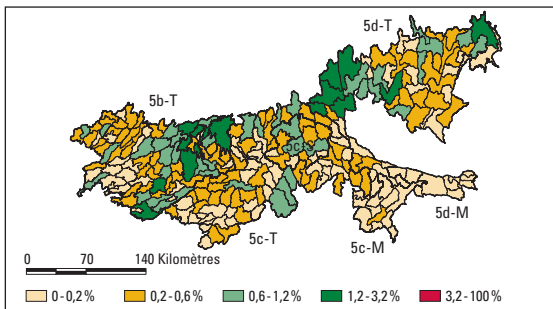 5d-T
5b-T
5c-S
5d-M
5c-M
5c-T
0 70 140 Kilomètres
0 - 0,2 % 0,2 - 0,6 % 0,6 - 1,2 % 1,2 - 3,2 % 3,2 - 100 %